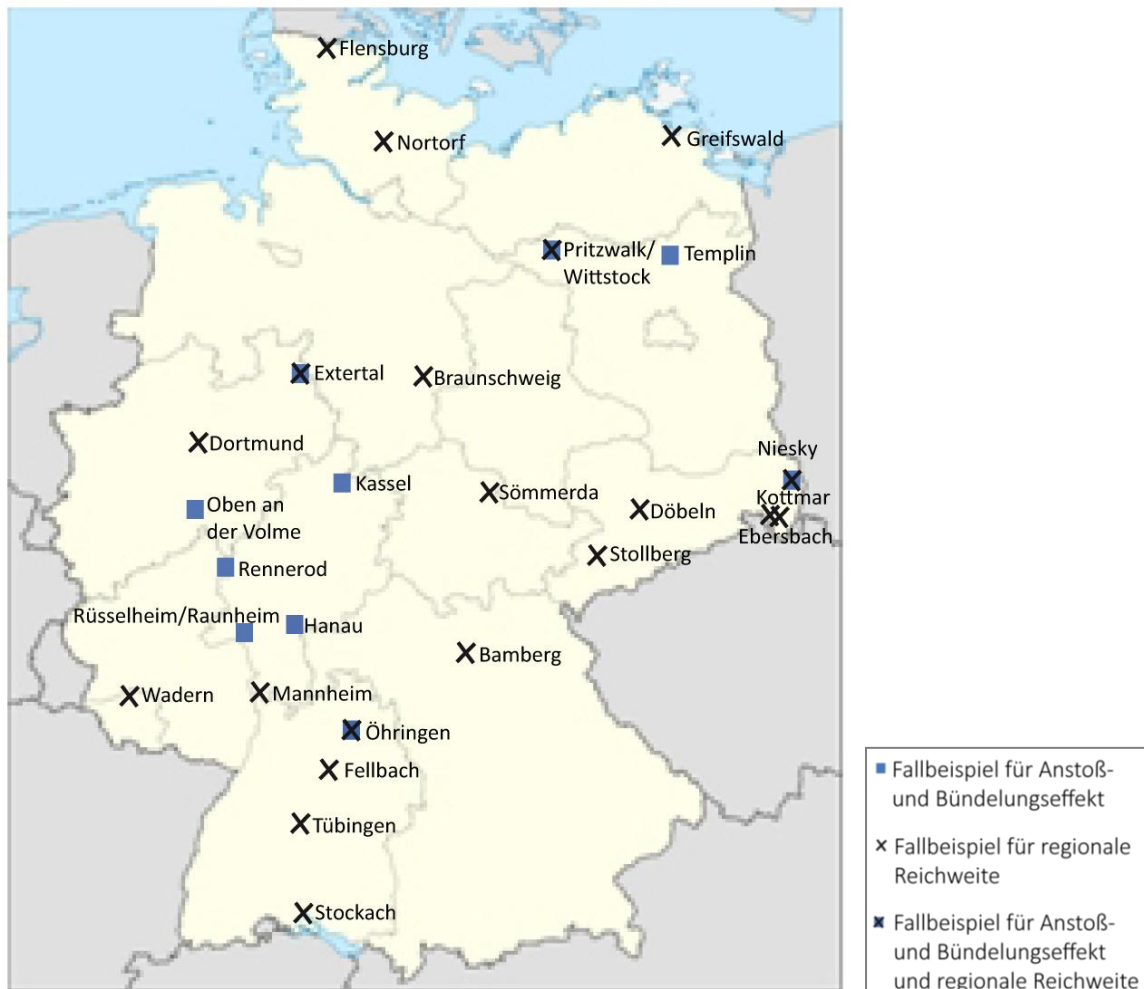 Flensburg
Nortorf
Greifswald
Pritzwalk/
Wittstock
Templin
Extertal
Braunschweig
Dortmund
Niesky
Kassel
Sömmerda
Kottmar
Oben an
der Volme
Döbeln
Ebersbach
Stollberg
Rennerod
Rüsselheim/Raunheim
Hanau
Bamberg
Wadern
Mannheim
Öhringen
Fellbach
Tübingen
Stockach
Fallbeispiel für Anstoß-
und Bündelungseffekt
Fallbeispiel für regionale
Reichweite
Fallbeispiel für Anstoß-
und Bündelungseffekt
und regionale Reichweite